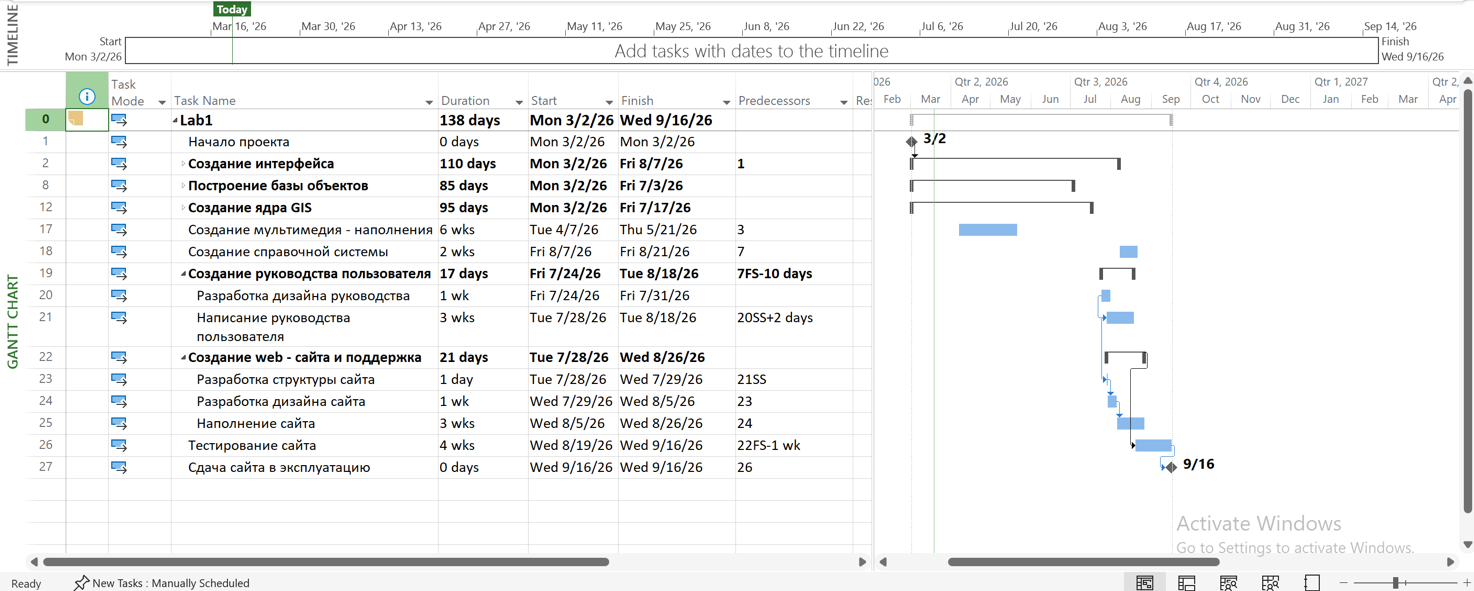 TIMELINE
Today
Mar 16, '26 Mar 30, '26 Apr 13, '26 Apr 27, '26 May 11, '26 May 25, '26 Jun 8, '26 Jun 22, '26 Jul 6, '26 Jul 20, '26 Aug 3, '26 Aug 17, '26 Aug 31, '26 Sep 14, '26
Start
Mon 3/2/26
Add tasks with dates to the timeline
Finish
Wed 9/16/26
GANTT CHART
Task Mode Task Name Duration Start Finish Predecessors Res
026 Qtr 2, 2026 Qtr 3, 2026 Qtr 4, 2026 Qtr 1, 2027 Qtr 2,
Feb Mar Apr May Jun Jul Aug Sep Oct Nov Dec Jan Feb Mar Apr
0 Lab1 138 days Mon 3/2/26 Wed 9/16/26
1 Начало проекта 0 days Mon 3/2/26 Mon 3/2/26
3/2
2 Создание интерфейса 110 days Mon 3/2/26 Fri 8/7/26 1
8 Построение базы объектов 85 days Mon 3/2/26 Fri 7/3/26
12 Создание ядра GIS 95 days Mon 3/2/26 Fri 7/17/26
17 Создание мультимедия - наполнения 6 wks Tue 4/7/26 Thu 5/21/26 3
18 Создание справочной системы 2 wks Fri 8/7/26 Fri 8/21/26 7
19 Создание руководства пользователя 17 days Fri 7/24/26 Tue 8/18/26 7FS-10 days
20 Разработка дизайна руководства 1 wk Fri 7/24/26 Fri 7/31/26
21 Написание руководства 3 wks Tue 7/28/26 Tue 8/18/26 20SS+2 days
пользователя
22 Создание web - сайта и поддержка 21 days Tue 7/28/26 Wed 8/26/26
23 Разработка структуры сайта 1 day Tue 7/28/26 Wed 7/29/26 21SS
24 Разработка дизайна сайта 1 wk Wed 7/29/26 Wed 8/5/26 23
25 Наполнение сайта 3 wks Wed 8/5/26 Wed 8/26/26 24
26 Тестирование сайта 4 wks Wed 8/19/26 Wed 9/16/26 22FS-1 wk
27 Сдача сайта в эксплуатацию 0 days Wed 9/16/26 Wed 9/16/26 26
9/16
Activate Windows
Go to Settings to activate Windows.
Ready New Tasks : Manually Scheduled